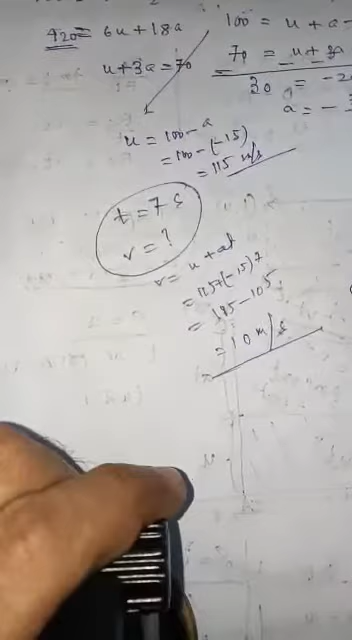 420 = 6u + 18a
u + 3a = 70
100 = u + a
70 = u + 3a
30 = -2a
a = -
u = 100 - a
= 100 - (-15)
= 115 m/s
t = 7 s
v = ?
v = u + at
= 115 + (-15) 7
= 115 - 105
= 10 m/s